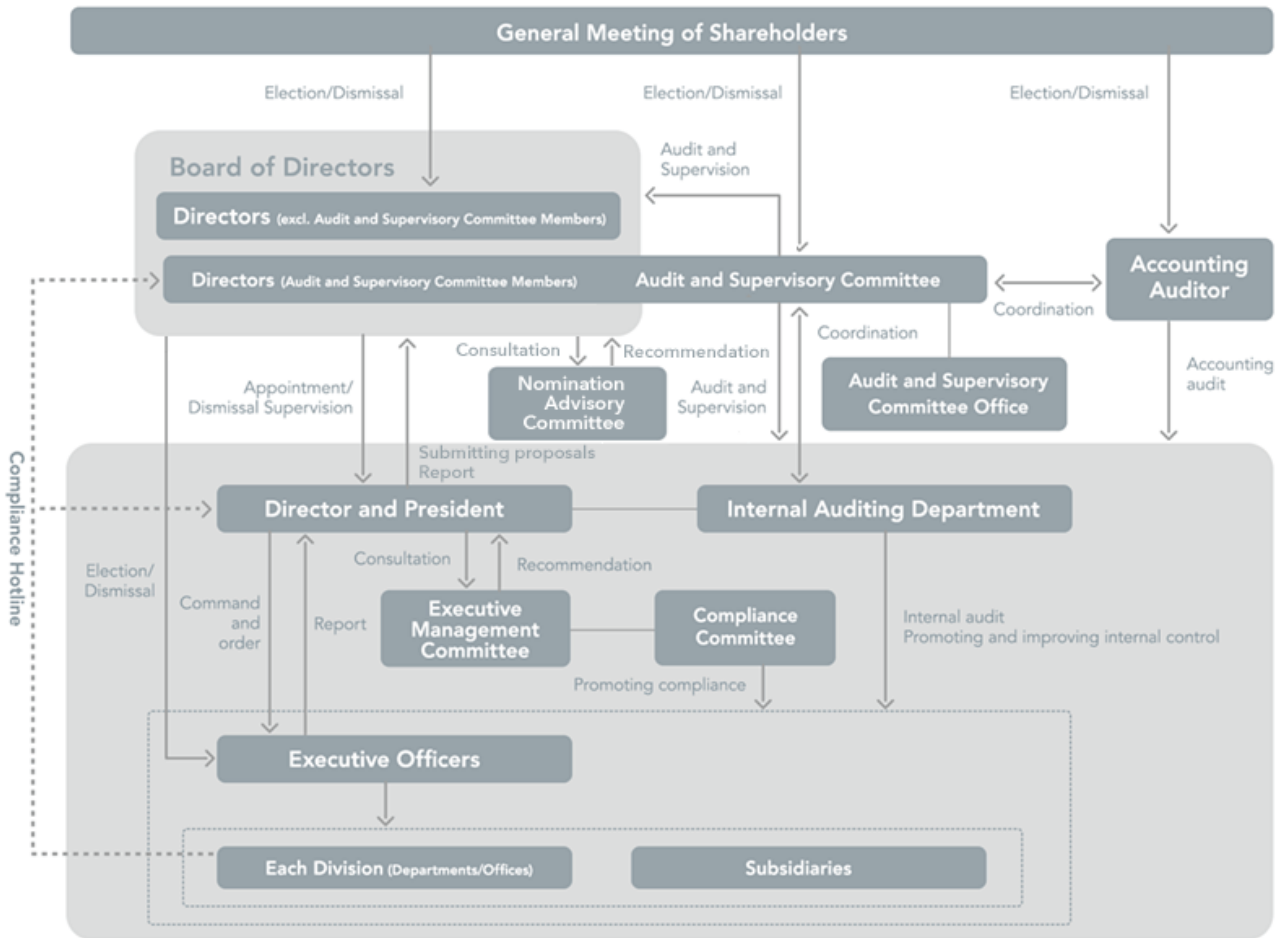 General Meeting of Shareholders
Election/Dismissal
Election/Dismissal
Election/Dismissal
Audit and
Supervision
Board of Directors
Directors (excl. Audit and Supervisory Committee Members)
Directors (Audit and Supervisory Committee Members)
Audit and Supervisory Committee
Accounting
Auditor
Coordination
Coordination
Consultation
Recommendation
Appointment/
Dismissal Supervision
Nomination
Advisory
Committee
Audit and
Supervision
Audit and Supervisory
Committee Office
Accounting
audit
Submitting proposals
Report
Compliance Hotline
Director and President
Internal Auditing Department
Election/
Dismissal
Command
and
order
Report
Consultation
Recommendation
Executive
Management
Committee
Compliance
Committee
Internal audit
Promoting and improving internal control
Promoting compliance
Executive Officers
Each Division (Departments/Offices)
Subsidiaries